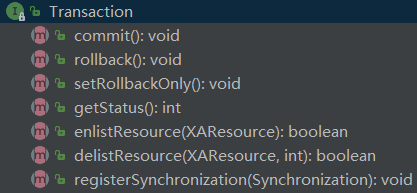 Transaction
commit(): void
rollback(): void
setRollbackOnly(): void
getStatus(): int
enlistResource(XAResource): boolean
delistResource(XAResource, int): boolean
registerSynchronization(Synchronization): void